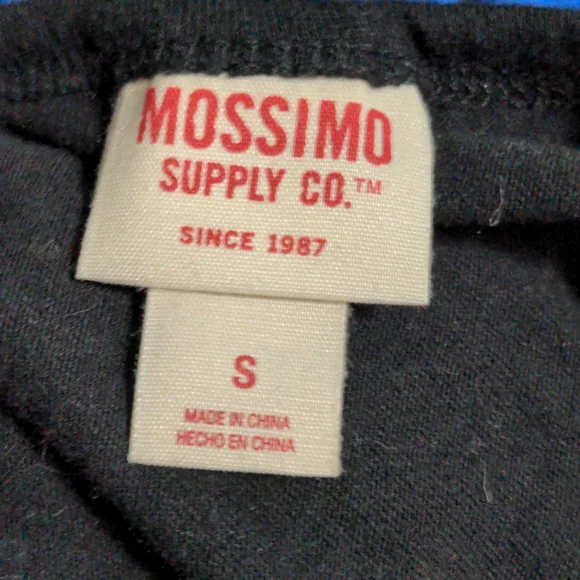 MOSSIMO
SUPPLY CO.™
SINCE 1987
S
MADE IN CHINA
HECHO EN CHINA